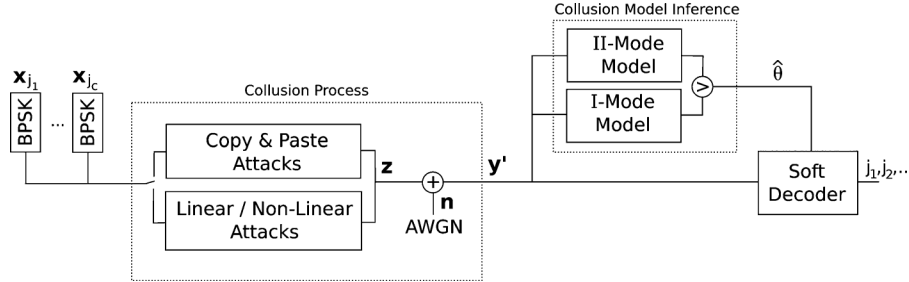 Collusion Model Inference
II-Mode
Model
I-Mode
Model
>
θ̂
x_{j_1}
x_{j_c}
BPSK
...
BPSK
Collusion Process
Copy & Paste
Attacks
Linear / Non-Linear
Attacks
z
+
n
AWGN
y'
Soft
Decoder
j_1,j_2,..